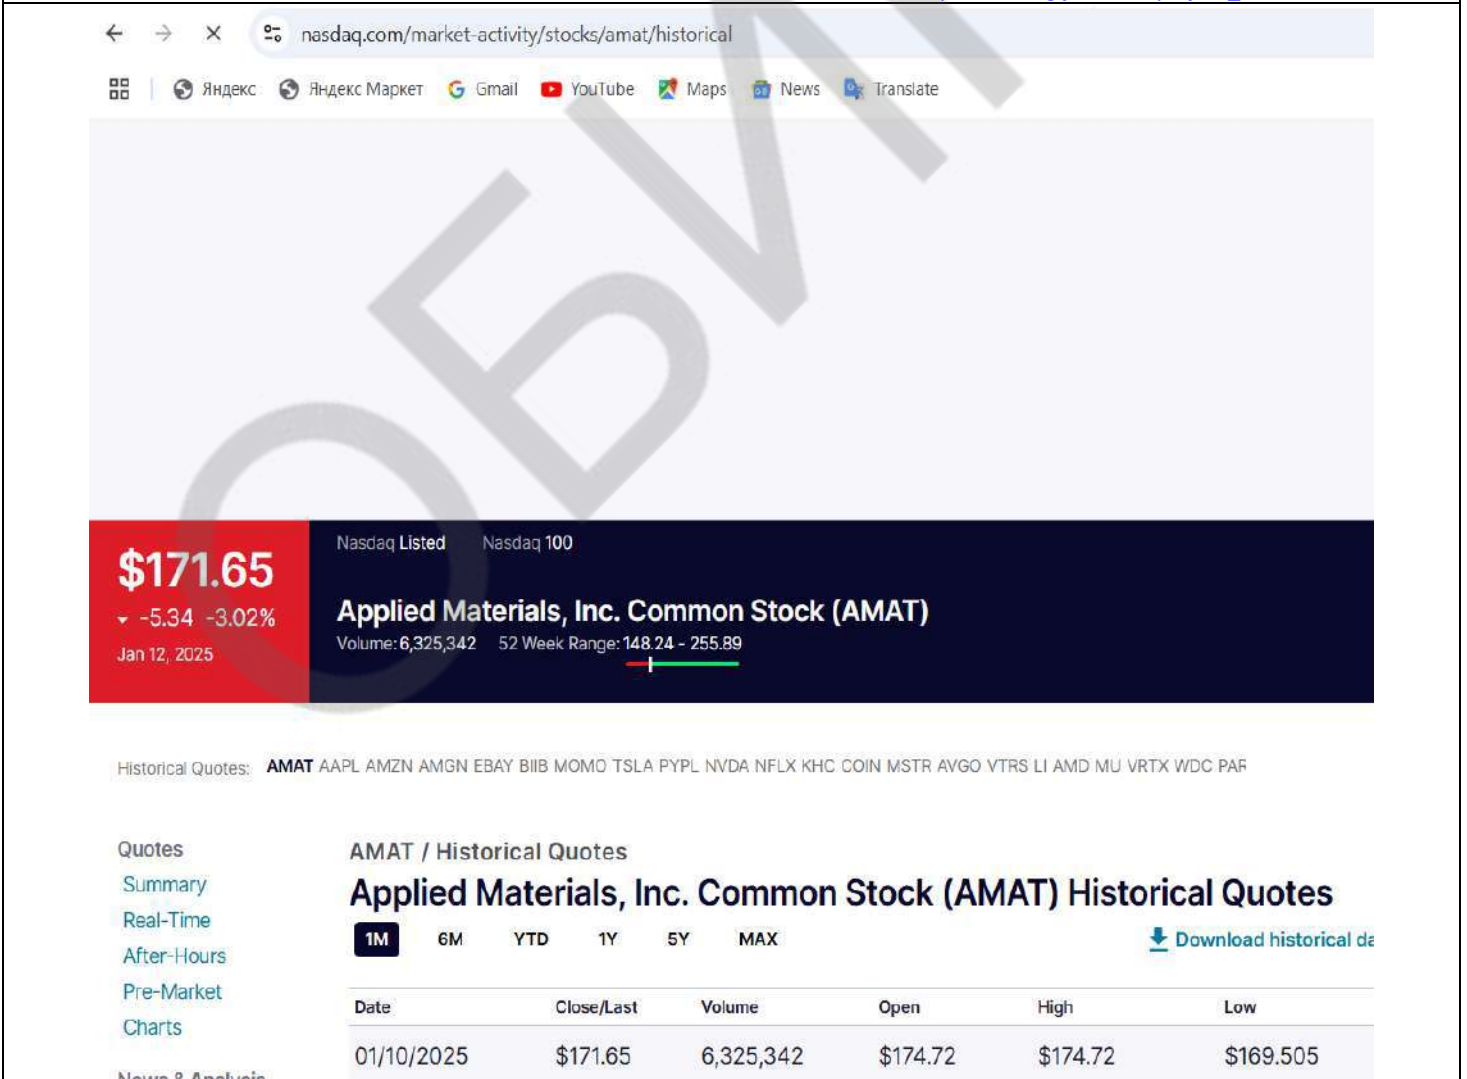 nasdaq.com/market-activity/stocks/amat/historical
Яндекс Яндекс Маркет Gmail YouTube Maps News Translate
ОБИ
$171.65
-5.34 -3.02%
Jan 12, 2025
Nasdaq Listed Nasdaq 100
Applied Materials, Inc. Common Stock (AMAT)
Volume: 6,325,342 52 Week Range: 148.24 - 255.89
Historical Quotes: AMAT AAPL AMZN AMGN EBAY BIIB MOMO TSLA PYPL NVDA NFLX KHC COIN MSTR AVGO VTRS LI AMD MU VRTX WDC PAR
Quotes
Summary
Real-Time
After-Hours
Pre-Market
Charts
News & Analysis
AMAT / Historical Quotes
Applied Materials, Inc. Common Stock (AMAT) Historical Quotes
1M 6M YTD 1Y 5Y MAX
Download historical da
Date Close/Last Volume Open High Low
01/10/2025 $171.65 6,325,342 $174.72 $174.72 $169.505